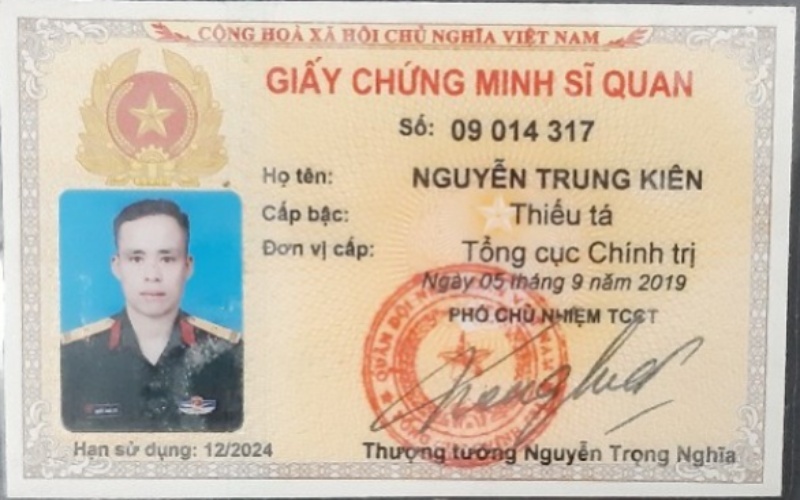 CỘNG HOÀ XÃ HỘI CHỦ NGHĨA VIỆT NAM
GIẤY CHỨNG MINH SĨ QUAN
Số: 09 014 317
Họ tên: NGUYỄN TRUNG KIÊN
Cấp bậc: Thiếu tá
Đơn vị cấp: Tổng cục Chính trị
Ngày 05 tháng 9 năm 2019
PHÓ CHỦ NHIỆM TCCT
QUÂN ĐỘI
Hạn sử dụng: 12/2024
Thượng tướng Nguyễn Trọng Nghĩa